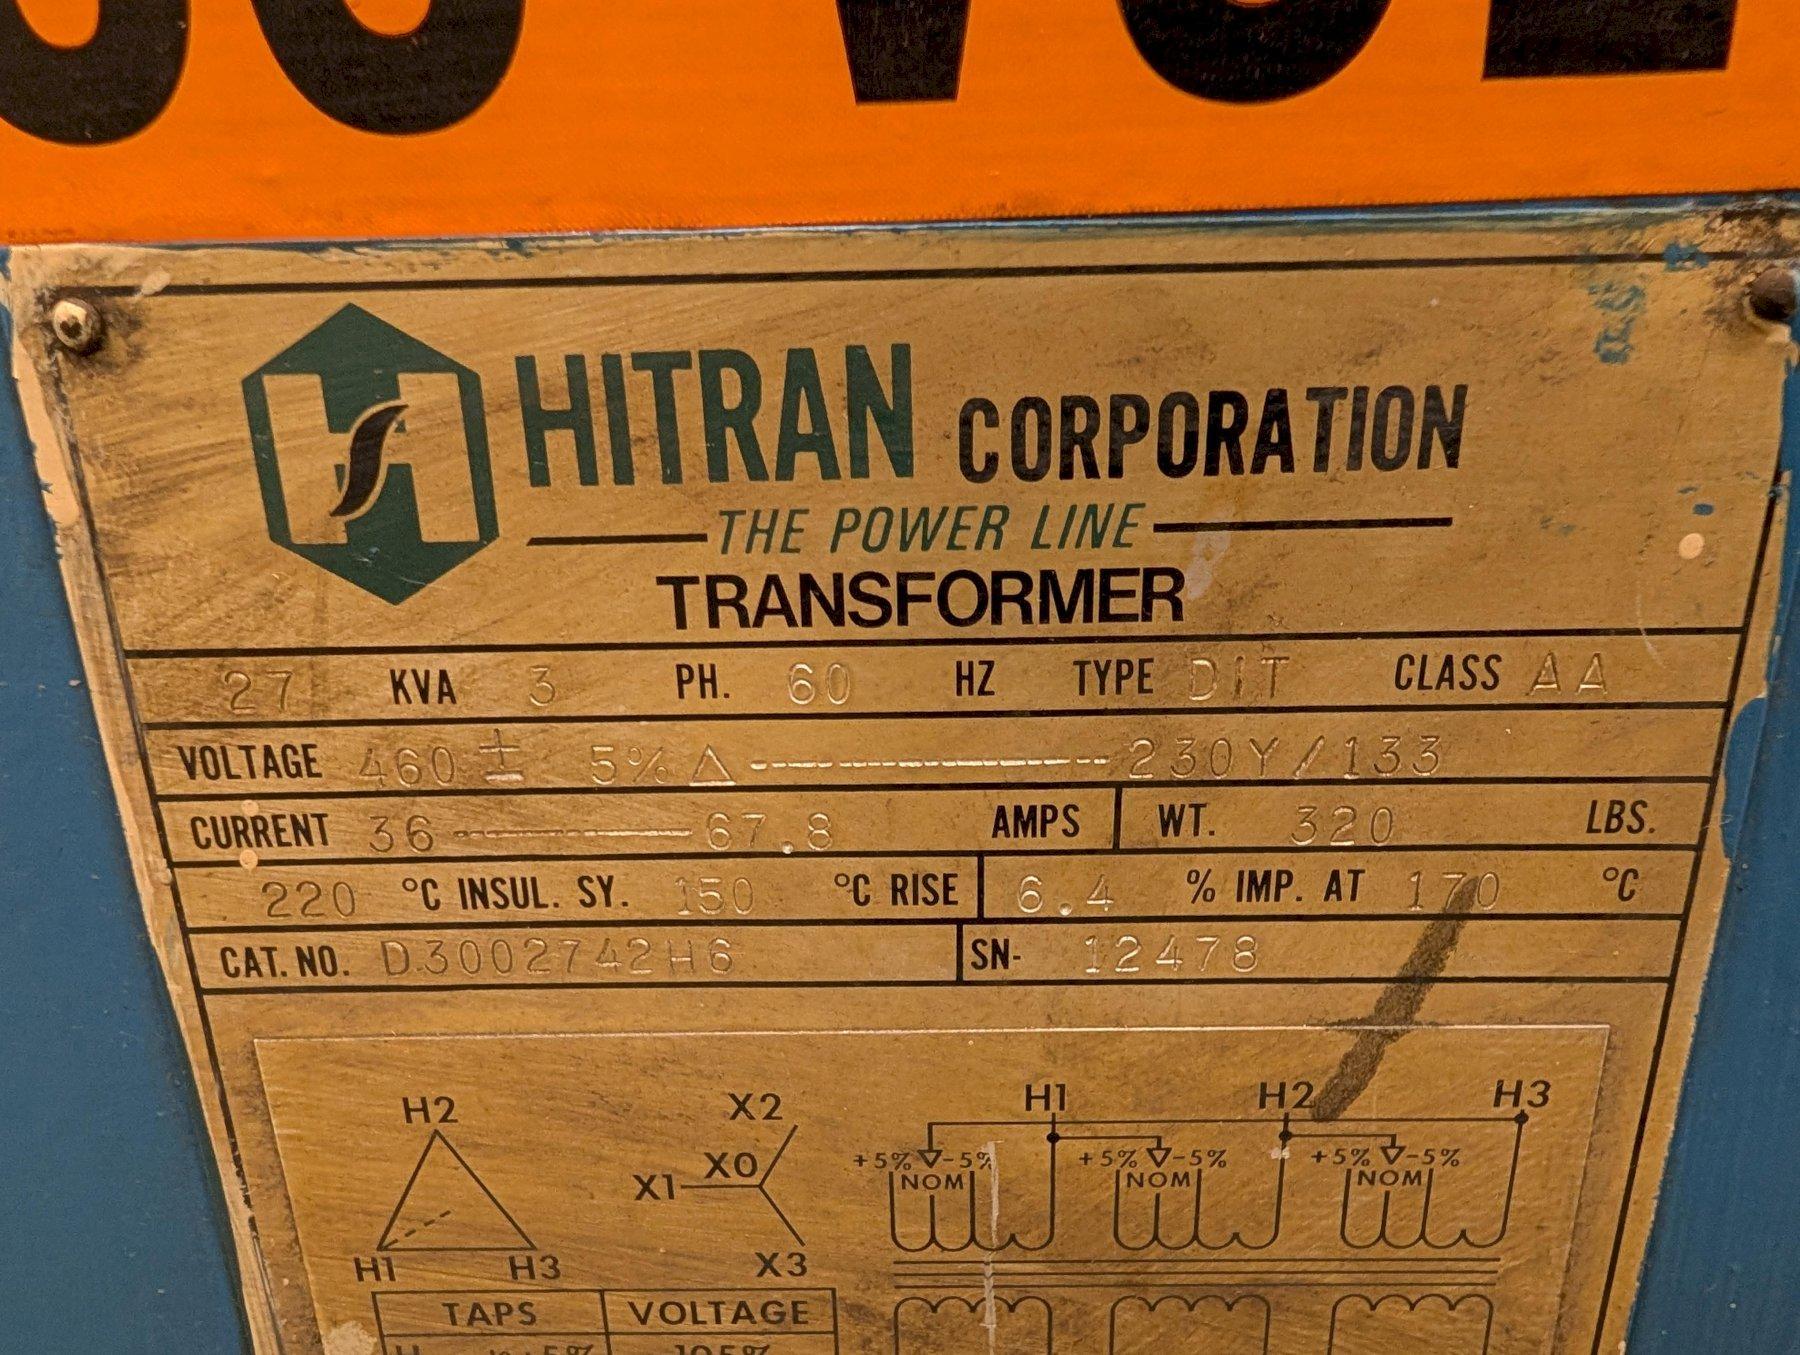 HITRAN CORPORATION
THE POWER LINE
TRANSFORMER
27 KVA 3 PH. 60 HZ TYPE DIT CLASS AA
VOLTAGE 460 ± 5% △ ---------- 230Y/133
CURRENT 36 ---------- 67.8 AMPS WT. 320 LBS.
220 °C INSUL. SY. 150 °C RISE 6.4 % IMP. AT 170 °C
CAT. NO. D3002742H6 SN- 12478
H2 X2 H1 H2 H3
X1 X0 +5% -5% +5% -5% +5% -5%
NOM NOM NOM
H1 H3 X3
TAPS VOLTAGE